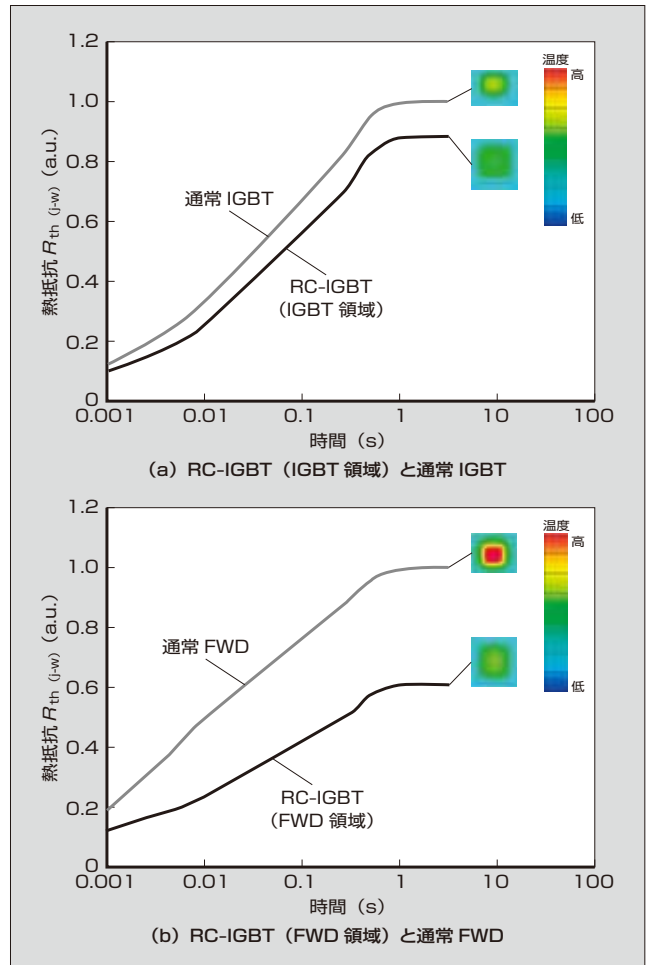 1.2
1.0
0.8
0.6
0.4
0.2
0
熱抵抗 Rth (j-w) (a.u.)
通常 IGBT
RC-IGBT
(IGBT 領域)
温度
高
低
0.001 0.01 0.1 1 10 100
時間 (s)
(a) RC-IGBT (IGBT 領域) と通常 IGBT
1.2
1.0
0.8
0.6
0.4
0.2
0
熱抵抗 Rth (j-w) (a.u.)
通常 FWD
RC-IGBT
(FWD 領域)
温度
高
低
0.001 0.01 0.1 1 10 100
時間 (s)
(b) RC-IGBT (FWD 領域) と通常 FWD